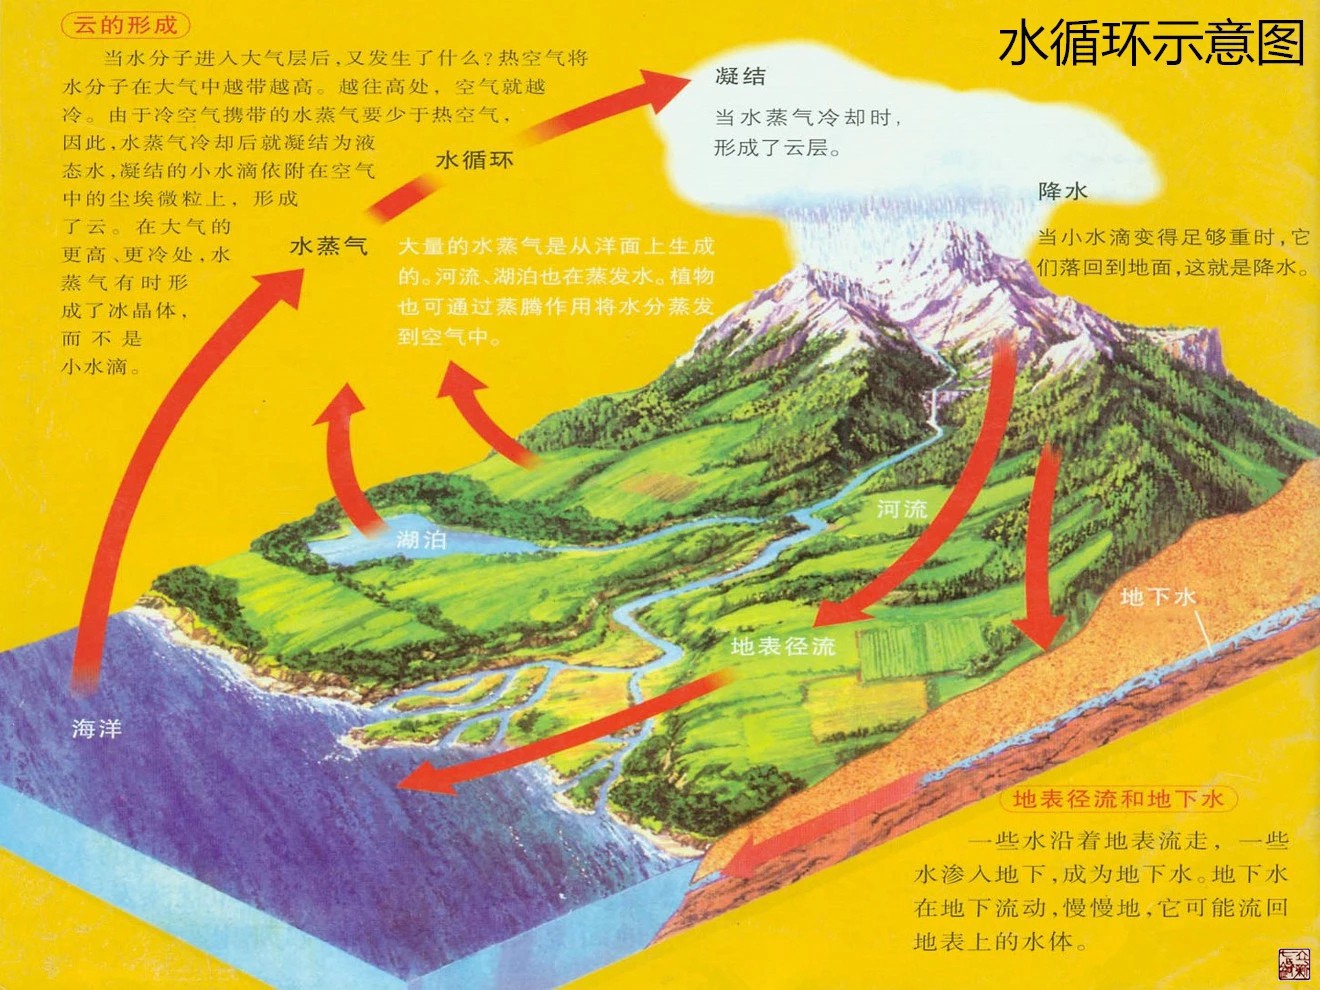 水循环示意图
云的形成
当水分子进入大气层后，又发生了什么？热空气将
水分子在大气中越带越高。越往高处，空气就越
冷。由于冷空气携带的水蒸气要少于热空气，
因此，水蒸气冷却后就凝结为液
态水，凝结的小水滴依附在空气
中的尘埃微粒上，形成
了云。在大气的
更高、更冷处，水
蒸气有时形
成了冰晶体，
而不是
小水滴。
凝结
当水蒸气冷却时，
形成了云层。
水循环
降水
当小水滴变得足够重时，它
们落回到地面，这就是降水。
水蒸气
大量的水蒸气是从洋面上生成
的。河流、湖泊也在蒸发水。植物
也可通过蒸腾作用将水分蒸发
到空气中。
河流
湖泊
地下水
地表径流
海洋
地表径流和地下水
一些水沿着地表流走，一些
水渗入地下，成为地下水。地下水
在地下流动，慢慢地，它可能流回
地表上的水体。